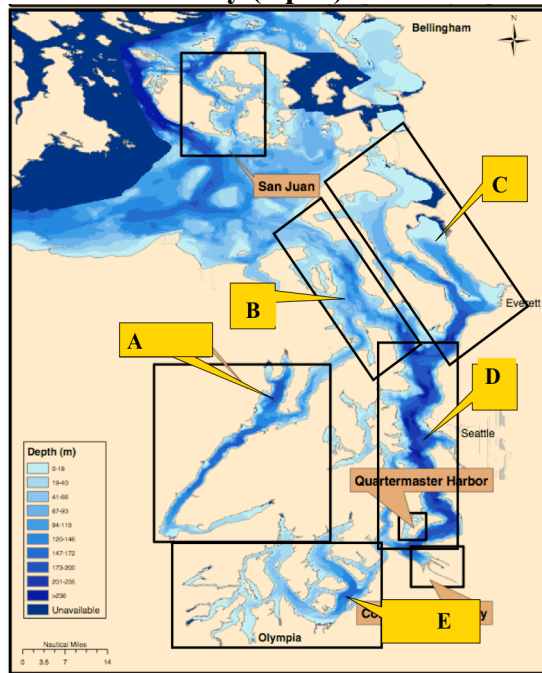 Bellingham
N
San Juan
C
B
Everett
A
D
Seattle
Depth (m)
0-18
19-40
41-66
67-93
94-119
120-146
147-172
173-200
201-235
>236
Unavailable
Quartermaster Harbor
E
Nautical Miles
0 3.5 7 14
Olympia